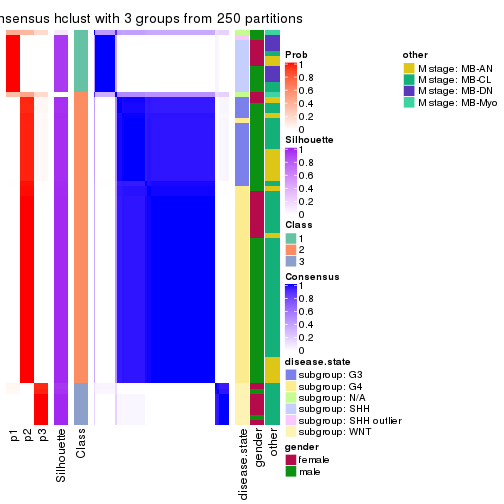 nsensus hclust with 3 groups from 250 partitions
Prob
1
0.8
0.6
0.4
0.2
0
Silhouette
1
0.8
0.6
0.4
0.2
0
Class
1
2
3
Consensus
1
0.8
0.6
0.4
0.2
0
disease.state
subgroup: G3
subgroup: G4
subgroup: N/A
subgroup: SHH
subgroup: SHH outlier
subgroup: WNT
gender
female
male
other
M stage: MB-AN
M stage: MB-CL
M stage: MB-DN
M stage: MB-Myo
p1
p2
p3
Silhouette
Class
disease.state
gender
other